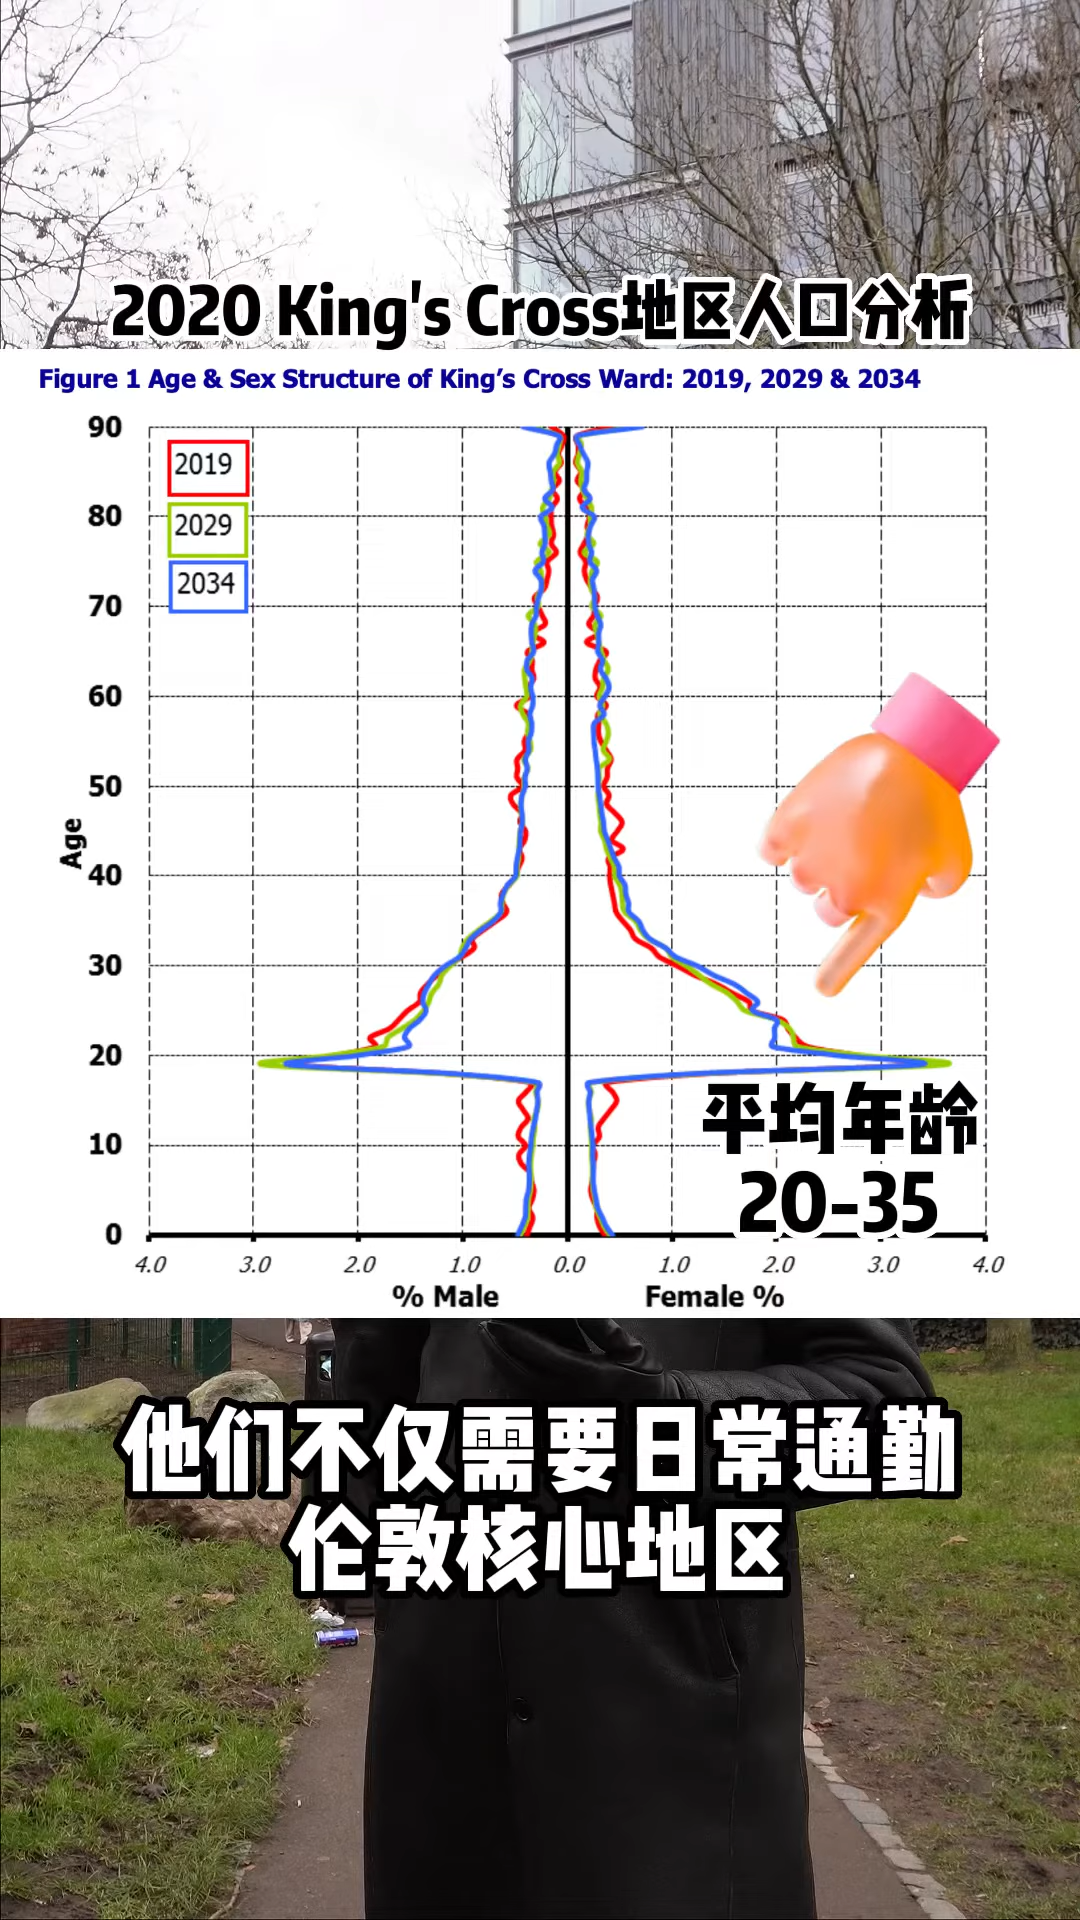 2020 King's Cross地区人口分析
Figure 1 Age & Sex Structure of King's Cross Ward: 2019, 2029 & 2034
90
2019
80
2029
2034
70
60
50
Age
40
30
20
10
平均年龄
20-35
0
4.0 3.0 2.0 1.0 0.0 1.0 2.0 3.0 4.0
% Male Female %
他们不仅需要日常通勤
伦敦核心地区